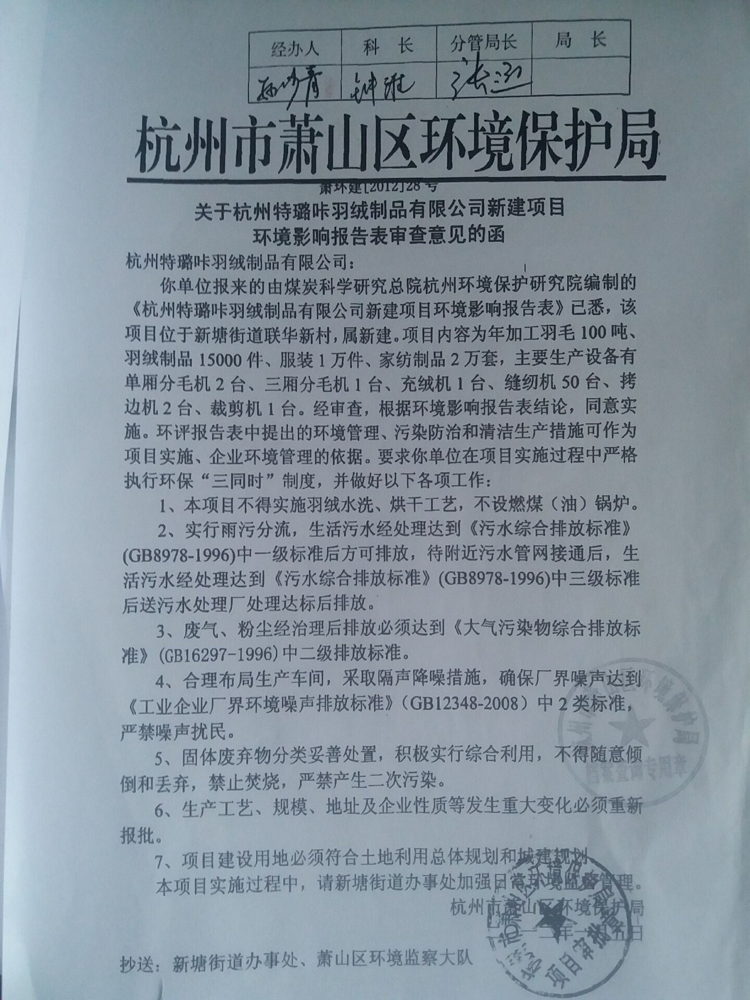 经办人 科 长 分管局长 局 长
钟 张
杭州市萧山区环境保护局
萧环建[2012]28号
关于杭州特璐咔羽绒制品有限公司新建项目
环境影响报告表审查意见的函
杭州特璐咔羽绒制品有限公司：
你单位报来的由煤炭科学研究总院杭州环境保护研究院编制的
《杭州特璐咔羽绒制品有限公司新建项目环境影响报告表》已悉，该
项目位于新塘街道联华新村，属新建。项目内容为年加工羽毛100吨、
羽绒制品15000件、服装1万件、家纺制品2万套，主要生产设备有
单厢分毛机2台、三厢分毛机1台、充绒机1台、缝纫机50台、拷
边机2台、裁剪机1台。经审查，根据环境影响报告表结论，同意实
施。环评报告表中提出的环境管理、污染防治和清洁生产措施可作为
项目实施、企业环境管理的依据。要求你单位在项目实施过程中严格
执行环保“三同时”制度，并做好以下各项工作：
1、本项目不得实施羽绒水洗、烘干工艺，不设燃煤（油）锅炉。
2、实行雨污分流，生活污水经处理达到《污水综合排放标准》
(GB8978-1996)中一级标准后方可排放，待附近污水管网接通后，生
活污水经处理达到《污水综合排放标准》(GB8978-1996)中三级标准
后送污水处理厂处理达标后排放。
3、废气、粉尘经治理后排放必须达到《大气污染物综合排放标
准》(GB16297-1996)中二级排放标准。
4、合理布局生产车间，采取隔声降噪措施，确保厂界噪声达到
《工业企业厂界环境噪声排放标准》（GB12348-2008）中2类标准，
严禁噪声扰民。
5、固体废弃物分类妥善处置，积极实行综合利用，不得随意倾
倒和丢弃，禁止焚烧，严禁产生二次污染。
6、生产工艺、规模、地址及企业性质等发生重大变化必须重新
报批。
7、项目建设用地必须符合土地利用总体规划和城建规划。
本项目实施过程中，请新塘街道办事处加强日常环境监督管理。
杭州市萧山区环境保护局
一二年一月五日
抄送：新塘街道办事处、萧山区环境监察大队
区环境保护局
档案查询专用章
项目审批章